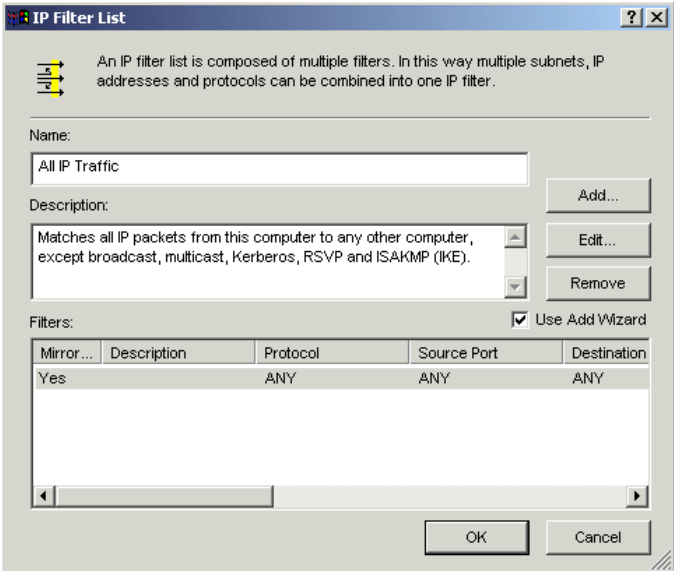 IP Filter List
An IP filter list is composed of multiple filters. In this way multiple subnets, IP
addresses and protocols can be combined into one IP filter.
Name:
All IP Traffic
Add...
Description:
Matches all IP packets from this computer to any other computer,
except broadcast, multicast, Kerberos, RSVP and ISAKMP (IKE).
Edit...
Remove
Filters:
Use Add Wizard
Mirror... Description Protocol Source Port Destination
Yes ANY ANY ANY
OK Cancel